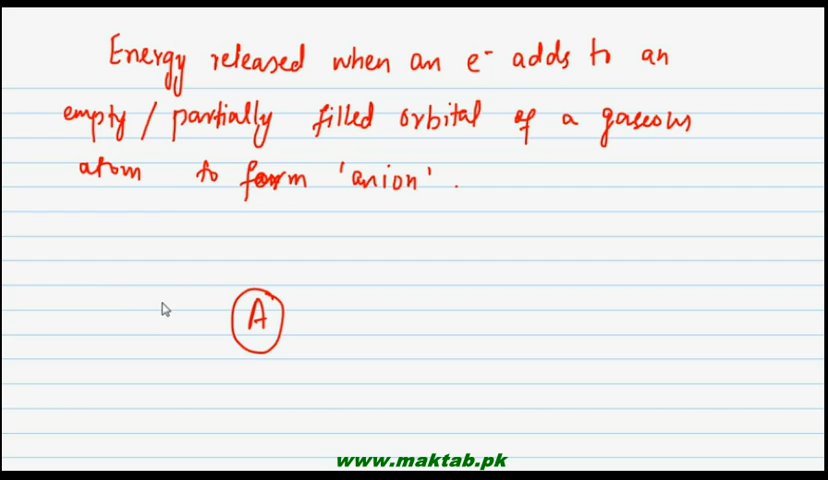 Energy released when an e⁻ adds to an
empty / partially filled orbital of a gaseous
atom to form 'anion'.
A
www.maktab.pk